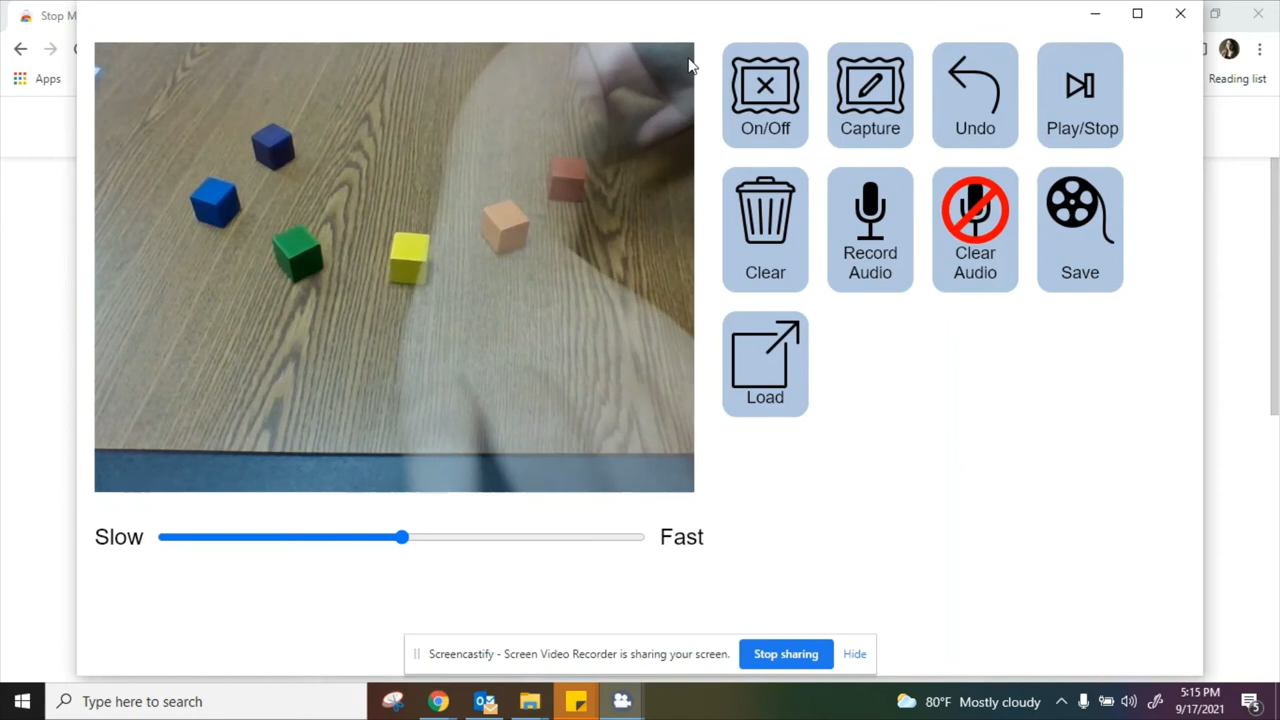 Stop M
Apps
Reading list
On/Off
Capture
Undo
Play/Stop
Clear
Record
Audio
Clear
Audio
Save
Load
Slow
Fast
Screencastify - Screen Video Recorder is sharing your screen.
Stop sharing
Hide
Type here to search
80°F Mostly cloudy
5:15 PM
9/17/2021
5